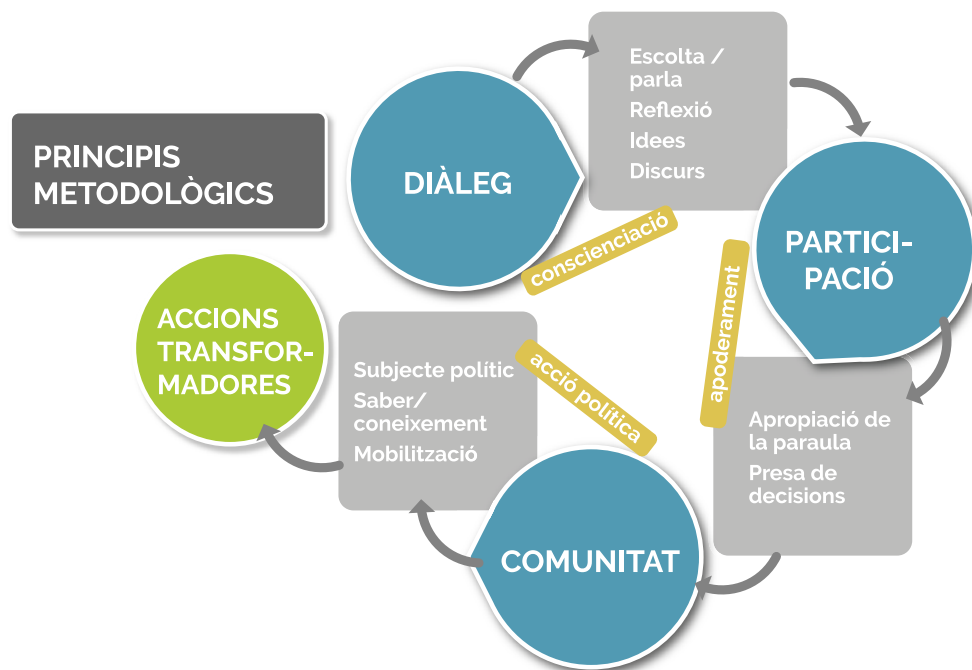 PRINCIPIS
METODOLÒGICS
DIÀLEG
Escolta /
parla
Reflexió
Idees
Discurs
conscienciació
PARTICI-
PACIÓ
apoderament
Apropiació de
la paraula
Presa de
decisions
COMUNITAT
acció política
Subjecte polític
Saber/
coneixement
Mobilització
ACCIONS
TRANSFOR-
MADORES